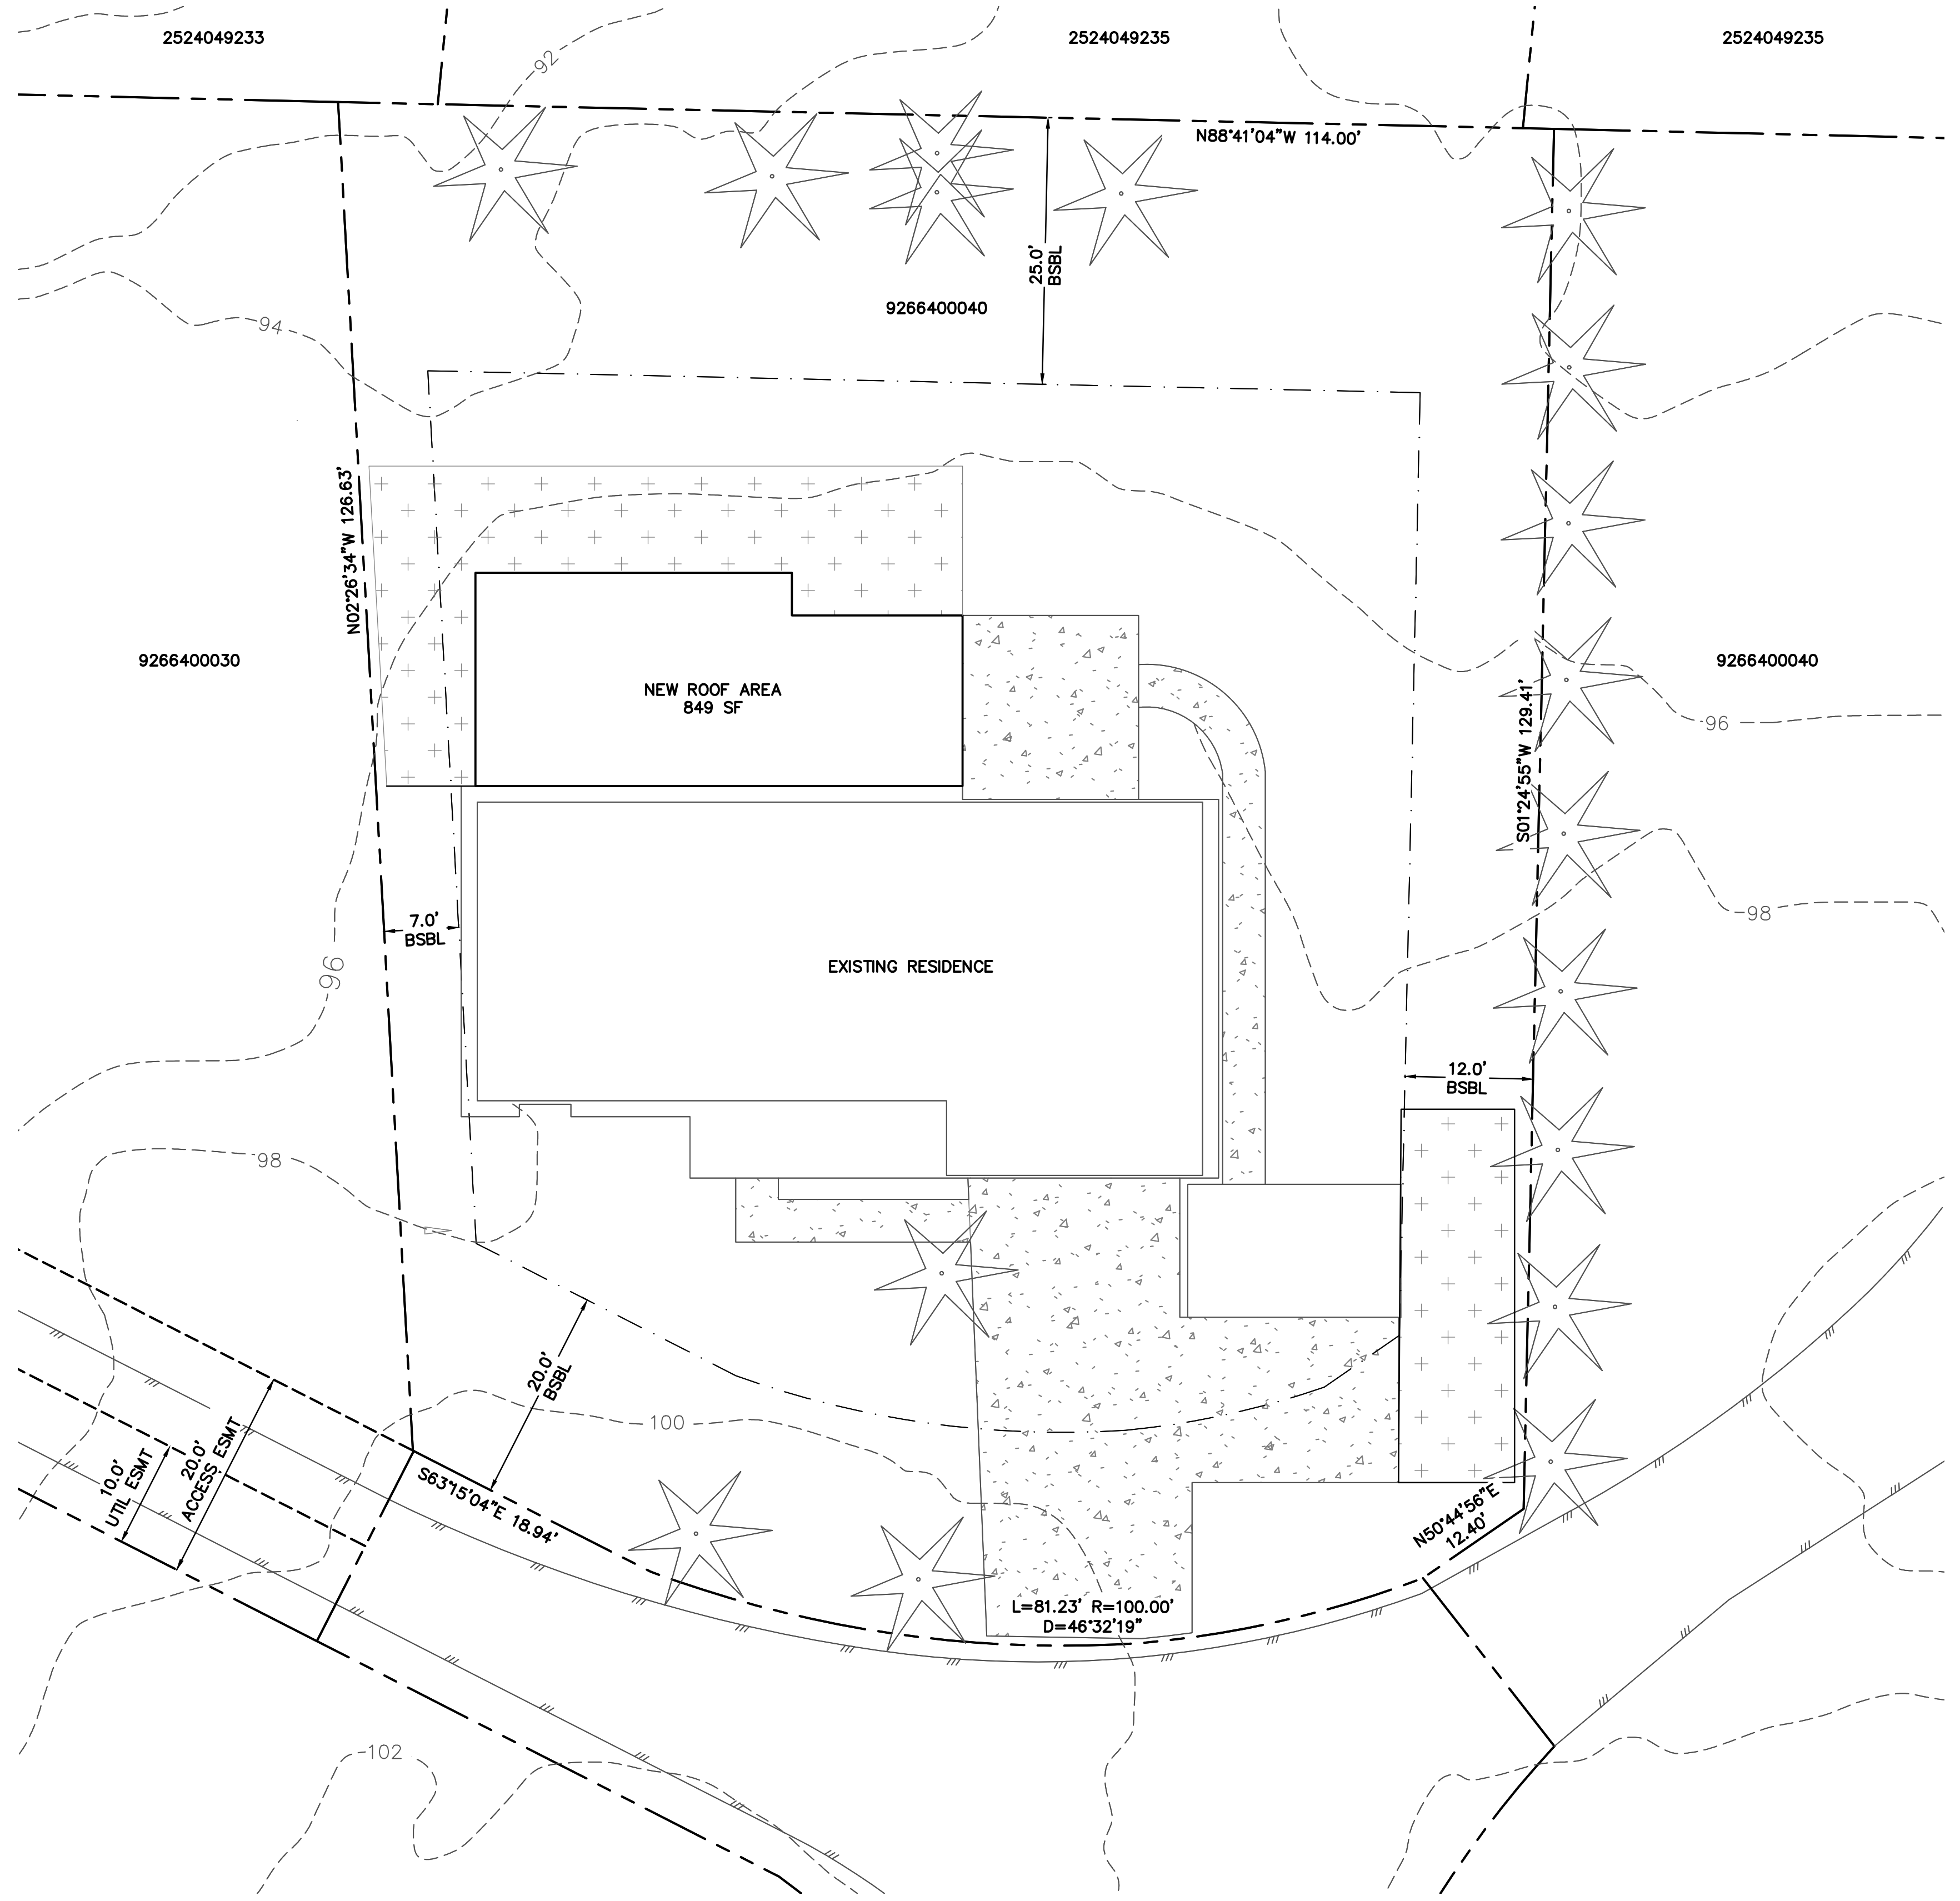 2524049233
2524049235
2524049235
92
N88°41'04"W 114.00'
25.0'
BSBL
9266400040
94
N02°26'34"W 126.63'
9266400030
NEW ROOF AREA
849 SF
9266400040
S01°24'55"W 129.41'
96
98
7.0'
BSBL
EXISTING RESIDENCE
96
12.0'
BSBL
98
20.0'
BSBL
100
10.0'
UTIL ESMT
20.0'
ACCESS ESMT
S63°15'04"E 18.94'
N50°44'56"E
12.40'
L=81.23' R=100.00'
D=46°32'19"
102